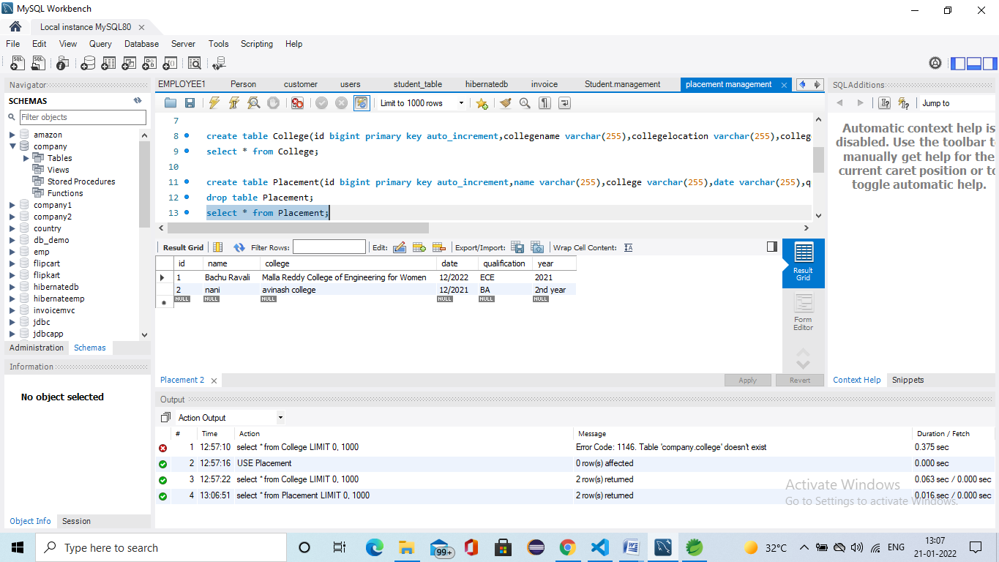 MySQL Workbench
Local instance MySQL80
File Edit View Query Database Server Tools Scripting Help
Navigator
SCHEMAS
Filter objects
amazon
company
Tables
Views
Stored Procedures
Functions
company1
company2
country
db_demo
emp
flipcart
flipkart
hibernatedb
hibernateemp
invoicemvc
jdbc
jdbcapp
Administration Schemas
Information
No object selected
Object Info Session
EMPLOYEE1 Person customer users student_table hibernatedb invoice Student.management placement management
Limit to 1000 rows
7
8 create table College(id bigint primary key auto_increment,collegename varchar(255),collegelocation varchar(255),colleg
9 select * from College;
10
11 create table Placement(id bigint primary key auto_increment,name varchar(255),college varchar(255),date varchar(255),q
12 drop table Placement;
13 select * from Placement;
Result Grid Filter Rows: Edit: Export/Import: Wrap Cell Content:
id name college date qualification year
1 Bachu Ravali Malla Reddy College of Engineering for Women 12/2022 ECE 2021
2 nani avinash college 12/2021 BA 2nd year
NULL NULL NULL NULL NULL NULL
Result
Grid
Form
Editor
Placement 2
Apply Revert
SQLAdditions
Jump to
Automatic context help is
disabled. Use the toolbar t
manually get help for the
current caret position or to
toggle automatic help.
Context Help Snippets
Output
Action Output
# Time Action Message Duration / Fetch
1 12:57:10 select * from College LIMIT 0, 1000 Error Code: 1146. Table 'company.college' doesn't exist 0.375 sec
2 12:57:16 USE Placement 0 row(s) affected 0.000 sec
3 12:57:22 select * from College LIMIT 0, 1000 2 row(s) returned 0.063 sec / 0.000 sec
4 13:06:51 select * from Placement LIMIT 0, 1000 2 row(s) returned 0.016 sec / 0.000 sec
Activate Windows
Go to Settings to activate Windows.
Type here to search
99+
32°C
ENG
13:07
21-01-2022